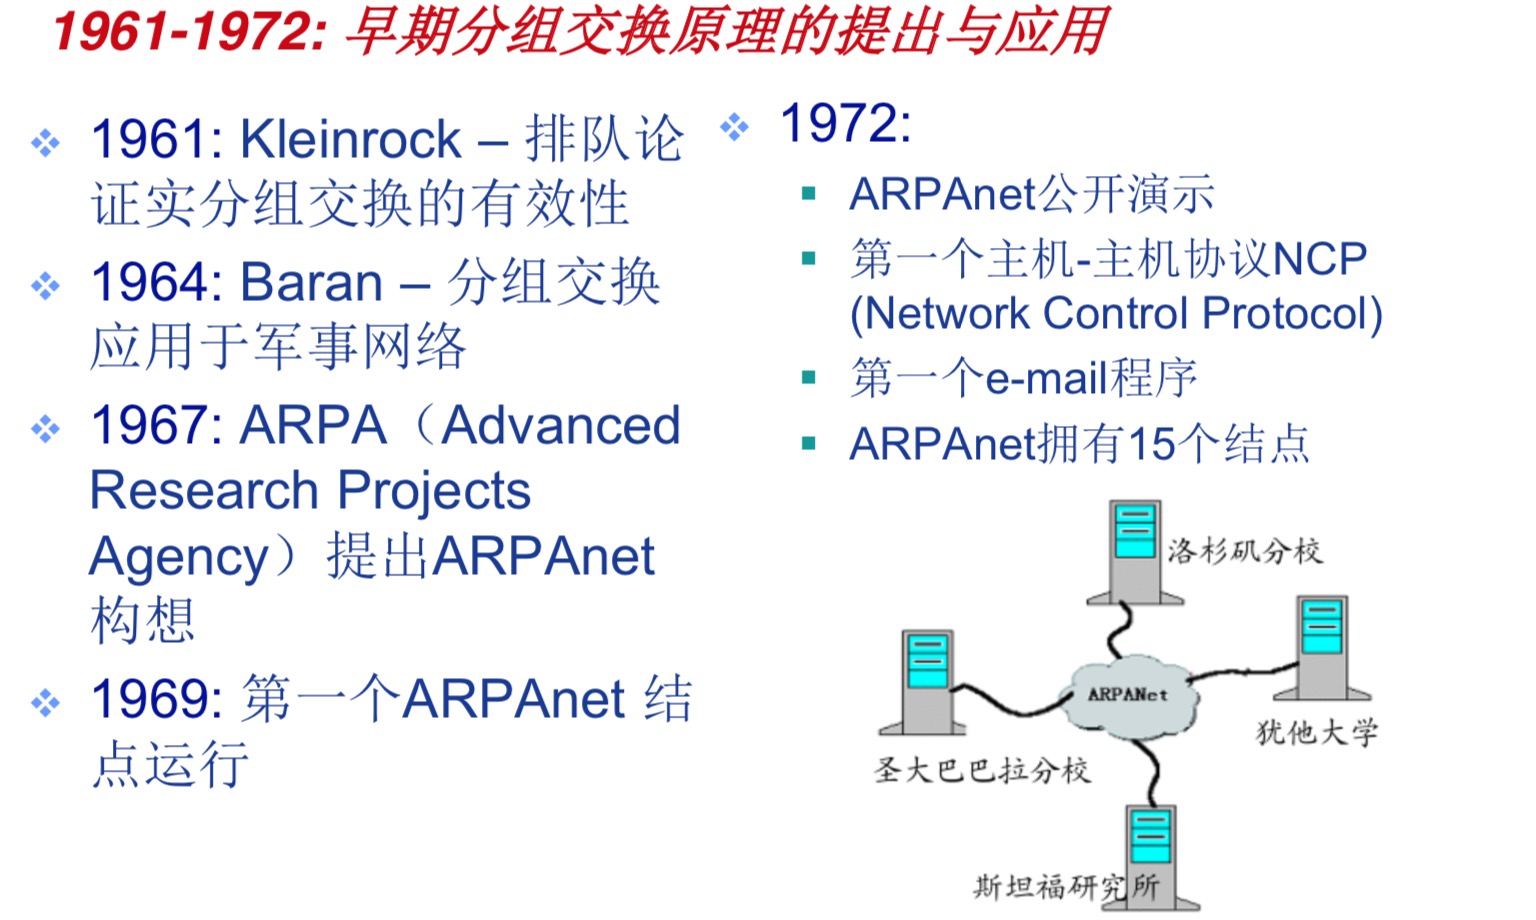 1961-1972: 早期分组交换原理的提出与应用
1961: Kleinrock – 排队论
证实分组交换的有效性
1964: Baran – 分组交换
应用于军事网络
1967: ARPA（Advanced
Research Projects
Agency）提出ARPAnet
构想
1969: 第一个ARPAnet 结
点运行
1972:
ARPAnet公开演示
第一个主机-主机协议NCP
(Network Control Protocol)
第一个e-mail程序
ARPAnet拥有15个结点
洛杉矶分校
ARPANet
犹他大学
圣大巴巴拉分校
斯坦福研究所